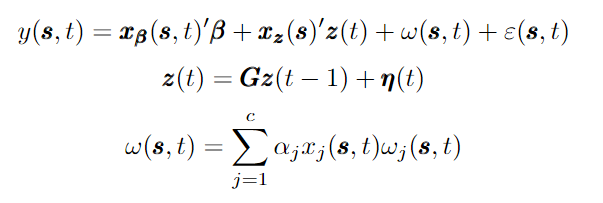 y(s, t) = x_β(s, t)′β + x_z(s)′z(t) + ω(s, t) + ε(s, t)
z(t) = Gz(t − 1) + η(t)
ω(s, t) = ∑_{j=1}^{c} α_j x_j(s, t)ω_j(s, t)